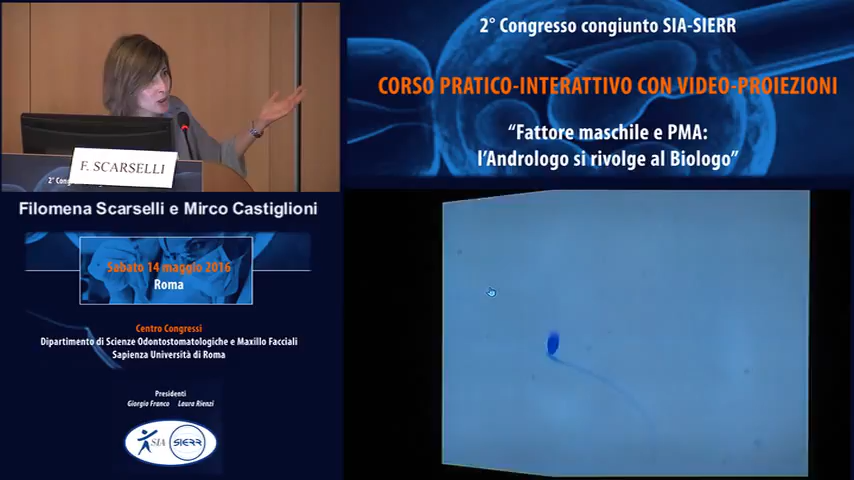 F. SCARSELLI
2° Cong
Filomena Scarselli e Mirco Castiglioni
Sabato 14 maggio 2016
Roma
Centro Congressi
Dipartimento di Scienze Odontostomatologiche e Maxillo Facciali
Sapienza Università di Roma
Presidenti
Giorgio Franco Laura Rienzi
SIA
SIERR
2° Congresso congiunto SIA-SIERR
CORSO PRATICO-INTERATTIVO CON VIDEO-PROIEZIONI
“Fattore maschile e PMA:
l’Andrologo si rivolge al Biologo”